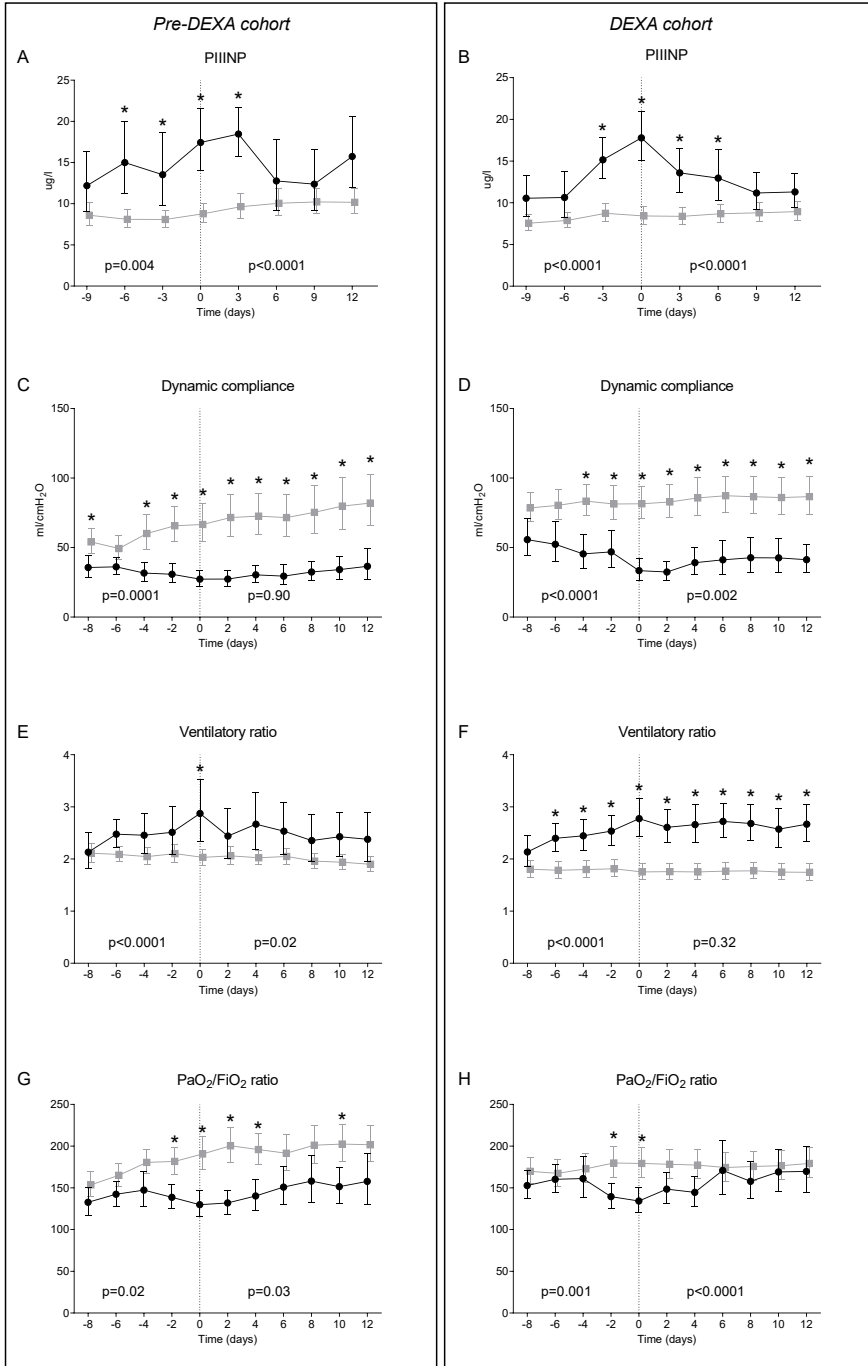 Pre-DEXA cohort
DEXA cohort
A
PIIINP
25
20
15
10
5
0
ug/l
* * * *
p=0.004 p<0.0001
-9 -6 -3 0 3 6 9 12
Time (days)
B
PIIINP
25
20
15
10
5
0
ug/l
* * * *
p<0.0001 p<0.0001
-9 -6 -3 0 3 6 9 12
Time (days)
C
Dynamic compliance
150
100
50
0
ml/cmH2O
* * * * * * * * * *
p=0.0001 p=0.90
-8 -6 -4 -2 0 2 4 6 8 10 12
Time (days)
D
Dynamic compliance
150
100
50
0
ml/cmH2O
* * * * * * * * *
p<0.0001 p=0.002
-8 -6 -4 -2 0 2 4 6 8 10 12
Time (days)
E
Ventilatory ratio
4
3
2
1
0
*
p<0.0001 p=0.02
-8 -6 -4 -2 0 2 4 6 8 10 12
Time (days)
F
Ventilatory ratio
4
3
2
1
0
* * * * * * * * * *
p<0.0001 p=0.32
-8 -6 -4 -2 0 2 4 6 8 10 12
Time (days)
G
PaO2/FiO2 ratio
250
200
150
100
50
0
* * * * *
p=0.02 p=0.03
-8 -6 -4 -2 0 2 4 6 8 10 12
Time (days)
H
PaO2/FiO2 ratio
250
200
150
100
50
0
* *
p=0.001 p<0.0001
-8 -6 -4 -2 0 2 4 6 8 10 12
Time (days)